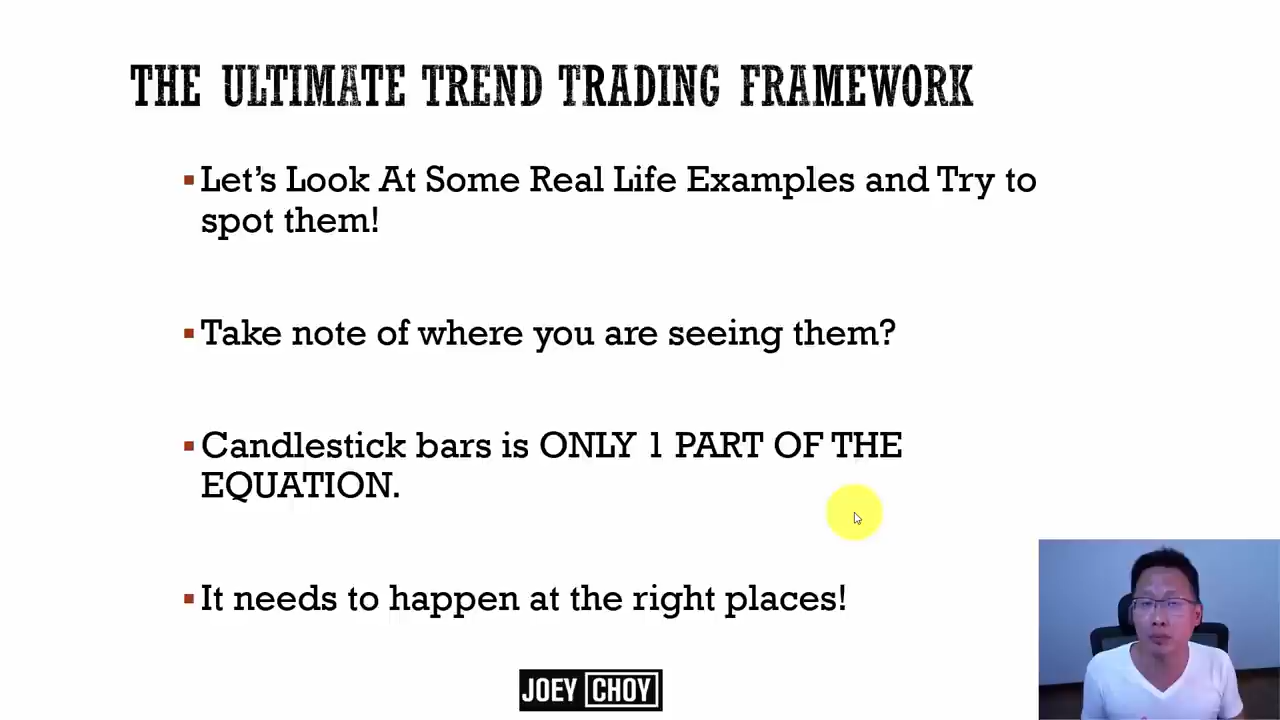 THE ULTIMATE TREND TRADING FRAMEWORK
Let's Look At Some Real Life Examples and Try to
spot them!
Take note of where you are seeing them?
Candlestick bars is ONLY 1 PART OF THE
EQUATION.
It needs to happen at the right places!
JOEY CHOY